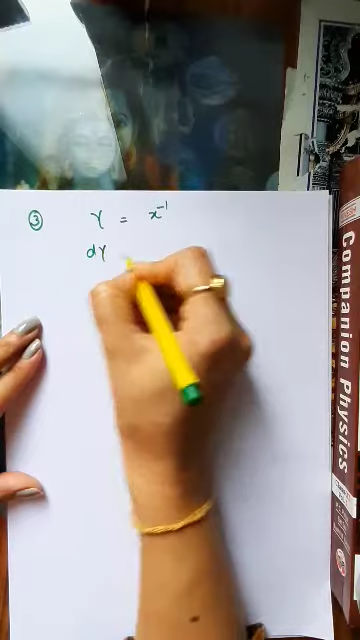 ③ y = x⁻¹
dy
Companion Physics